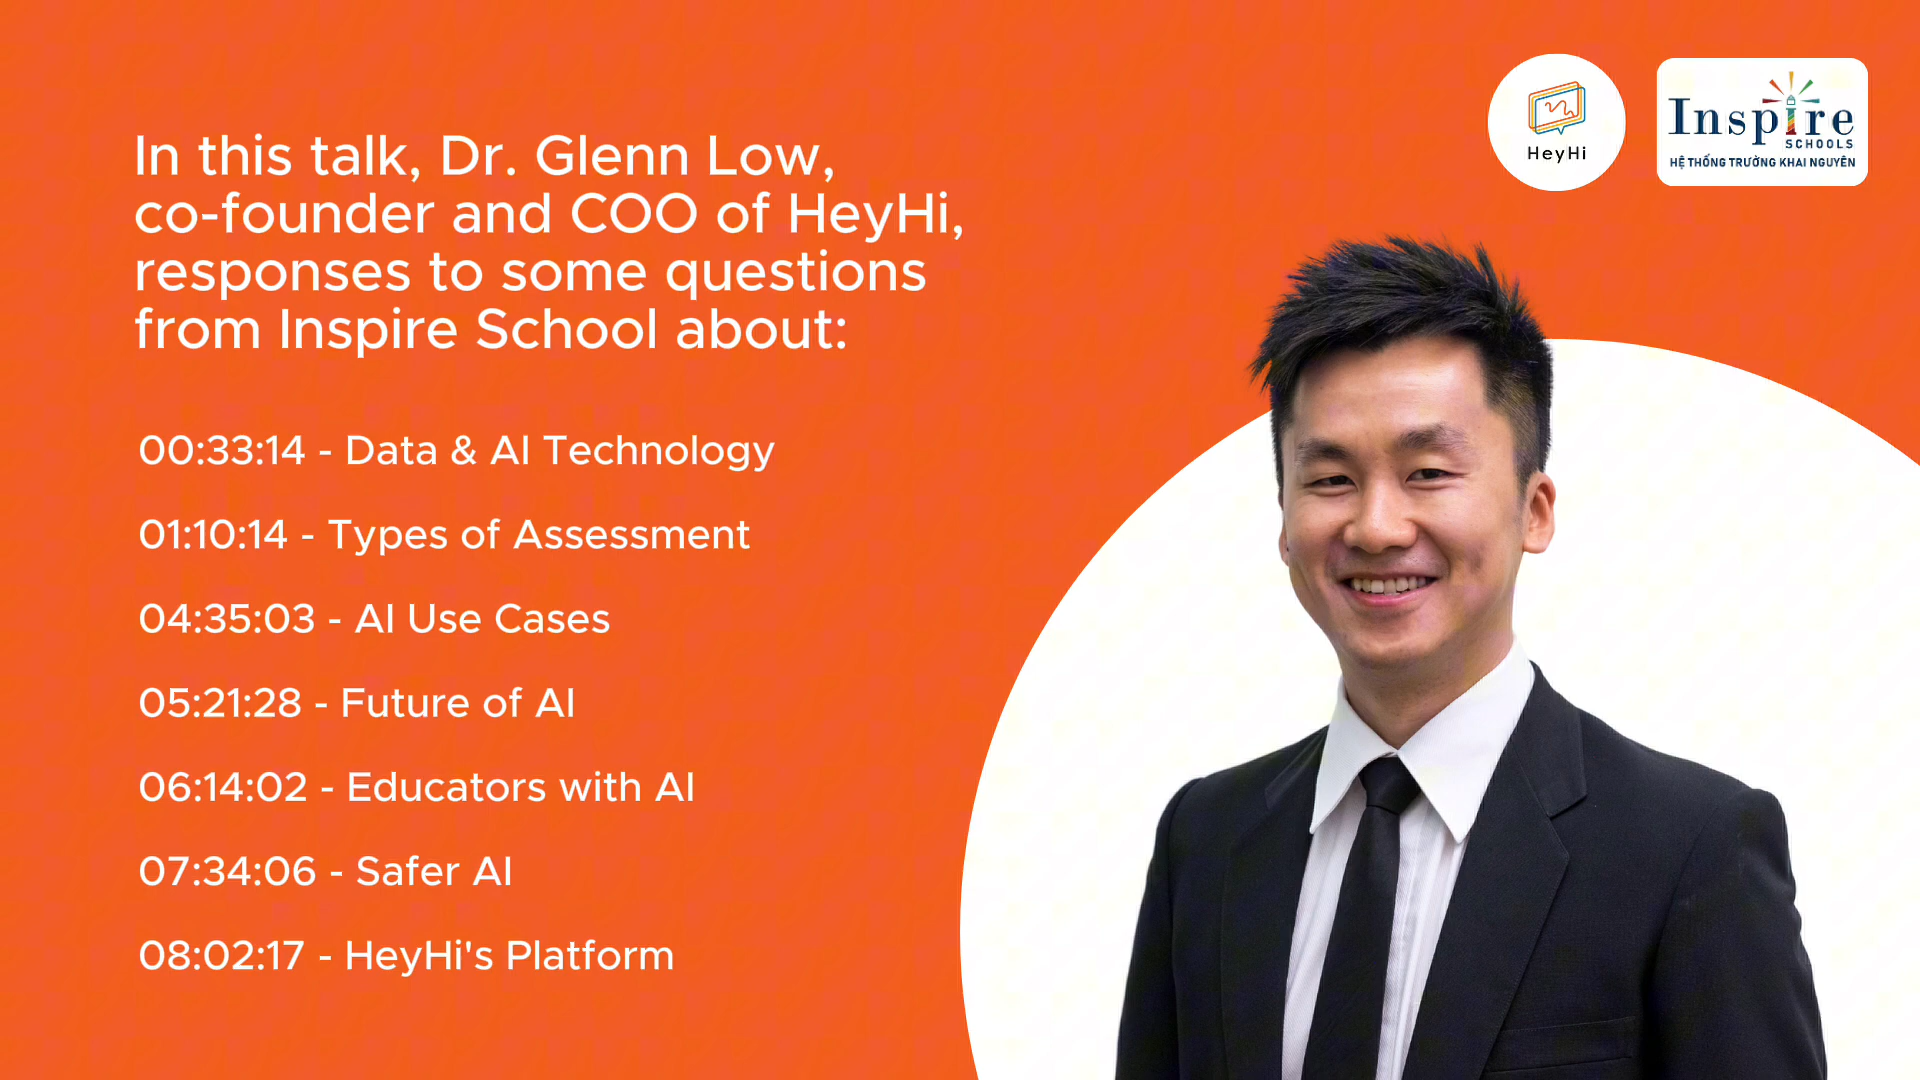 HeyHi
Inspire
SCHOOLS
HỆ THỐNG TRƯỜNG KHAI NGUYÊN
In this talk, Dr. Glenn Low,
co-founder and COO of HeyHi,
responses to some questions
from Inspire School about:
00:33:14 - Data & AI Technology
01:10:14 - Types of Assessment
04:35:03 - AI Use Cases
05:21:28 - Future of AI
06:14:02 - Educators with AI
07:34:06 - Safer AI
08:02:17 - HeyHi's Platform